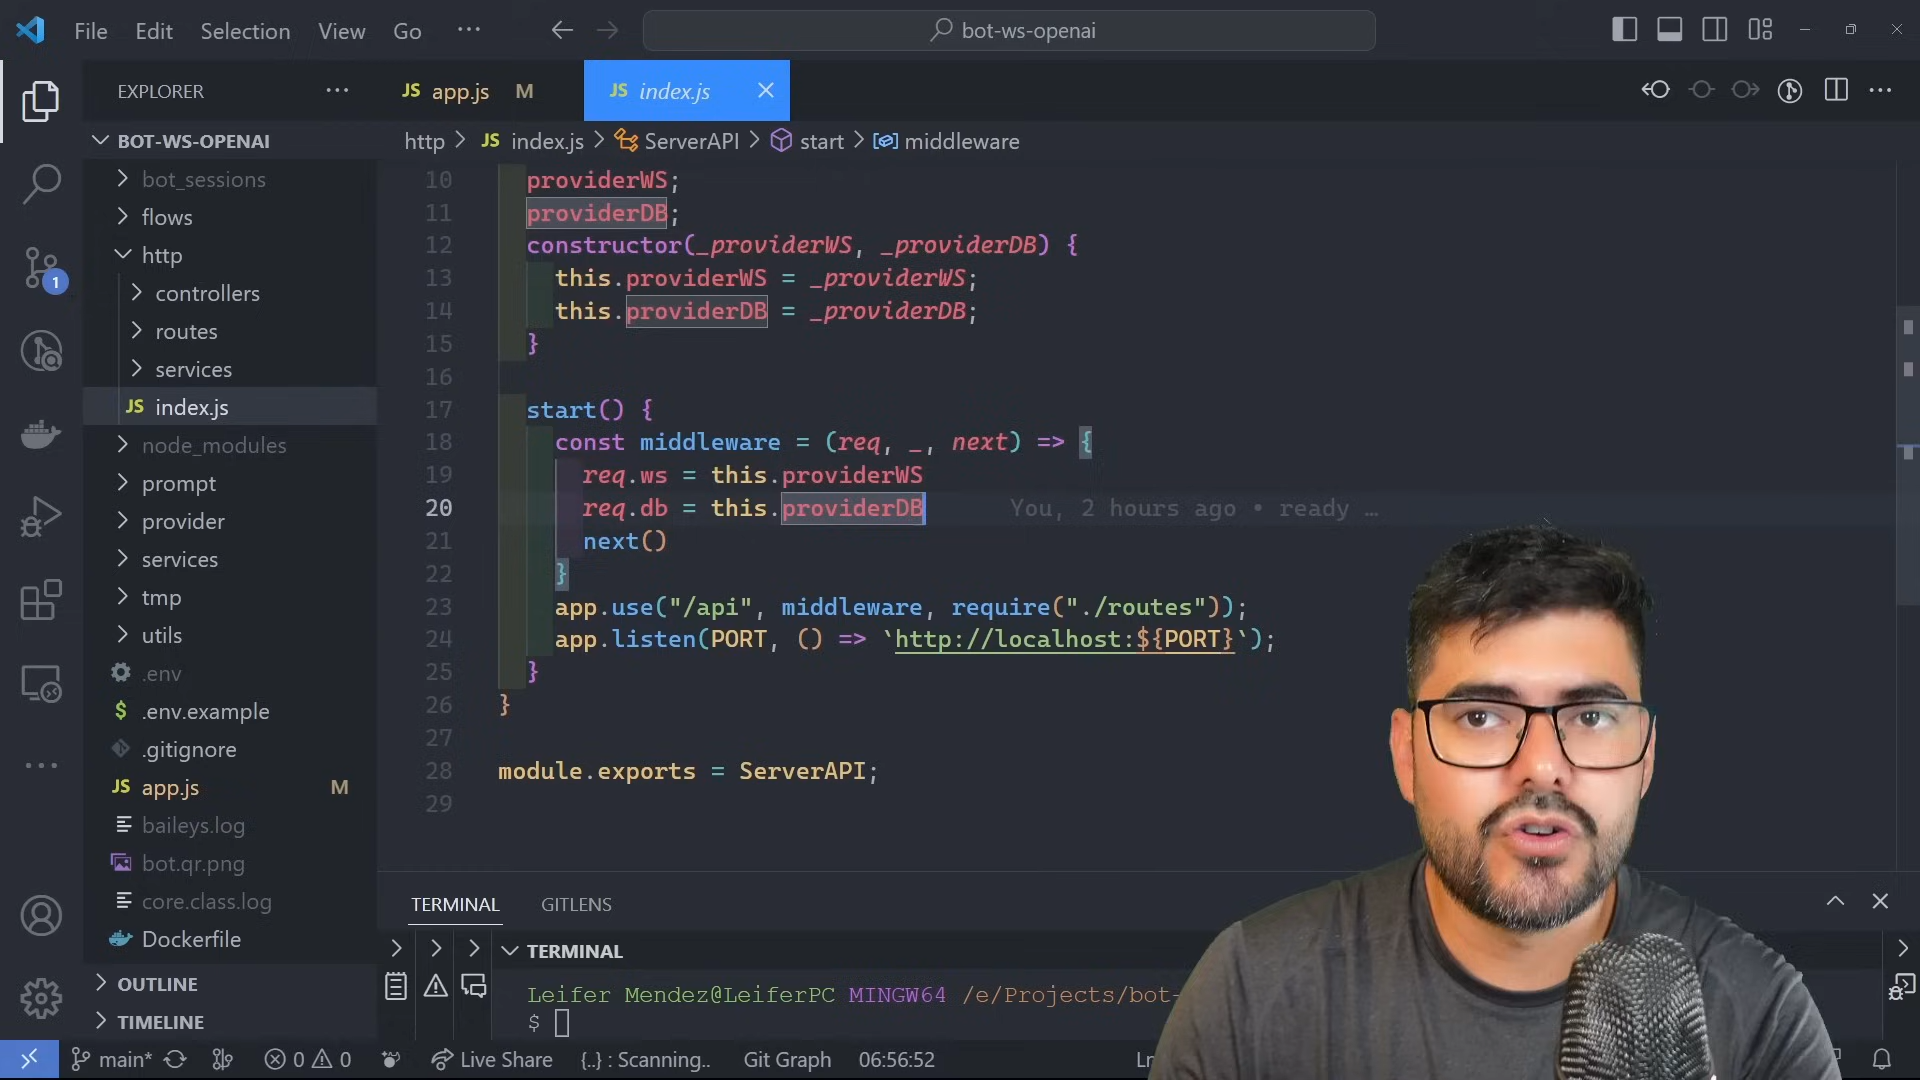 File Edit Selection View Go ... bot-ws-openai
EXPLORER ... JS app.js M JS index.js
BOT-WS-OPENAI
http > JS index.js > ServerAPI > start > middleware
bot_sessions
flows
http
controllers
routes
services
JS index.js
node_modules
prompt
provider
services
tmp
utils
.env
$ .env.example
.gitignore
JS app.js M
baileys.log
bot.qr.png
core.class.log
Dockerfile
OUTLINE
TIMELINE
1
10 providerWS;
11 providerDB;
12 constructor(_providerWS, _providerDB) {
13 this.providerWS = _providerWS;
14 this.providerDB = _providerDB;
15 }
16
17 start() {
18 const middleware = (req, _, next) => {
19 req.ws = this.providerWS
20 req.db = this.providerDB You, 2 hours ago • ready …
21 next()
22 }
23 app.use("/api", middleware, require("./routes"));
24 app.listen(PORT, () => `http://localhost:${PORT}`);
25 }
26 }
27
28 module.exports = ServerAPI;
29
TERMINAL GITLENS
TERMINAL
Leifer Mendez@LeiferPC MINGW64 /e/Projects/bot-
$
main* 0 0 Live Share {..} : Scanning.. Git Graph 06:56:52